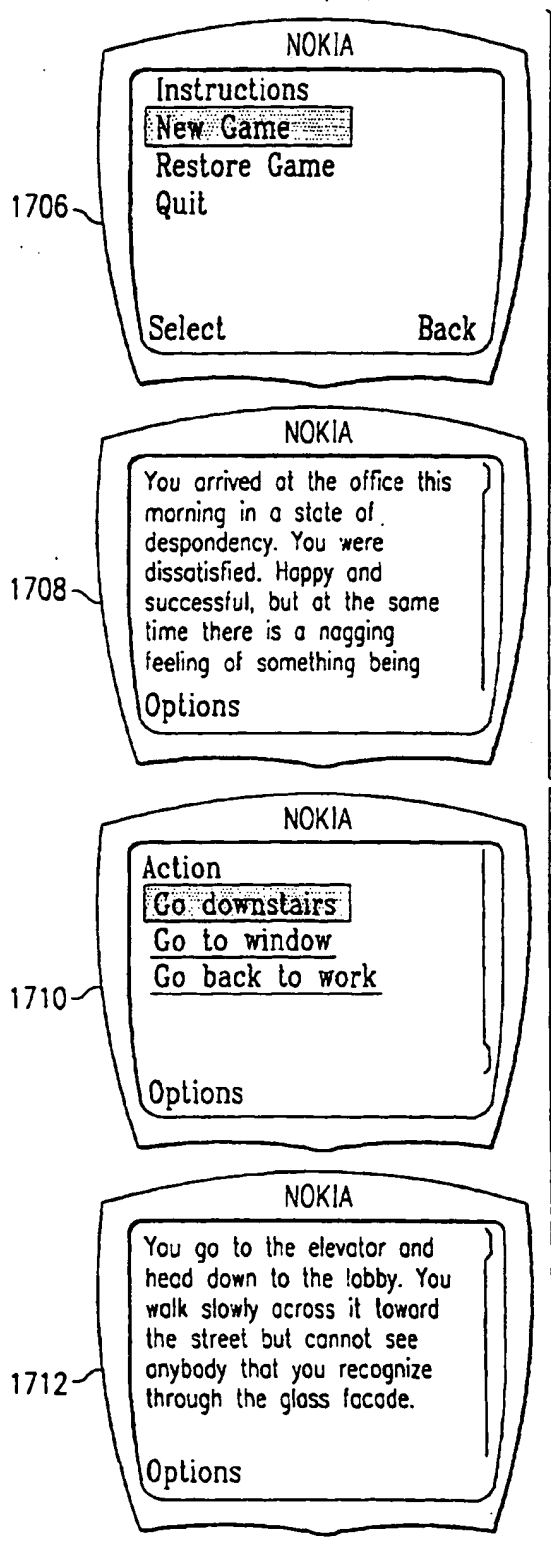 NOKIA
Instructions
New Game
Restore Game
Quit
1706
Select Back
NOKIA
You arrived at the office this
morning in a state of
despondency. You were
dissatisfied. Happy and
successful, but at the same
time there is a nagging
feeling of something being
1708
Options
NOKIA
Action
Go downstairs
Go to window
Go back to work
1710
Options
NOKIA
You go to the elevator and
head down to the lobby. You
walk slowly across it toward
the street but cannot see
anybody that you recognize
through the glass facade.
1712
Options